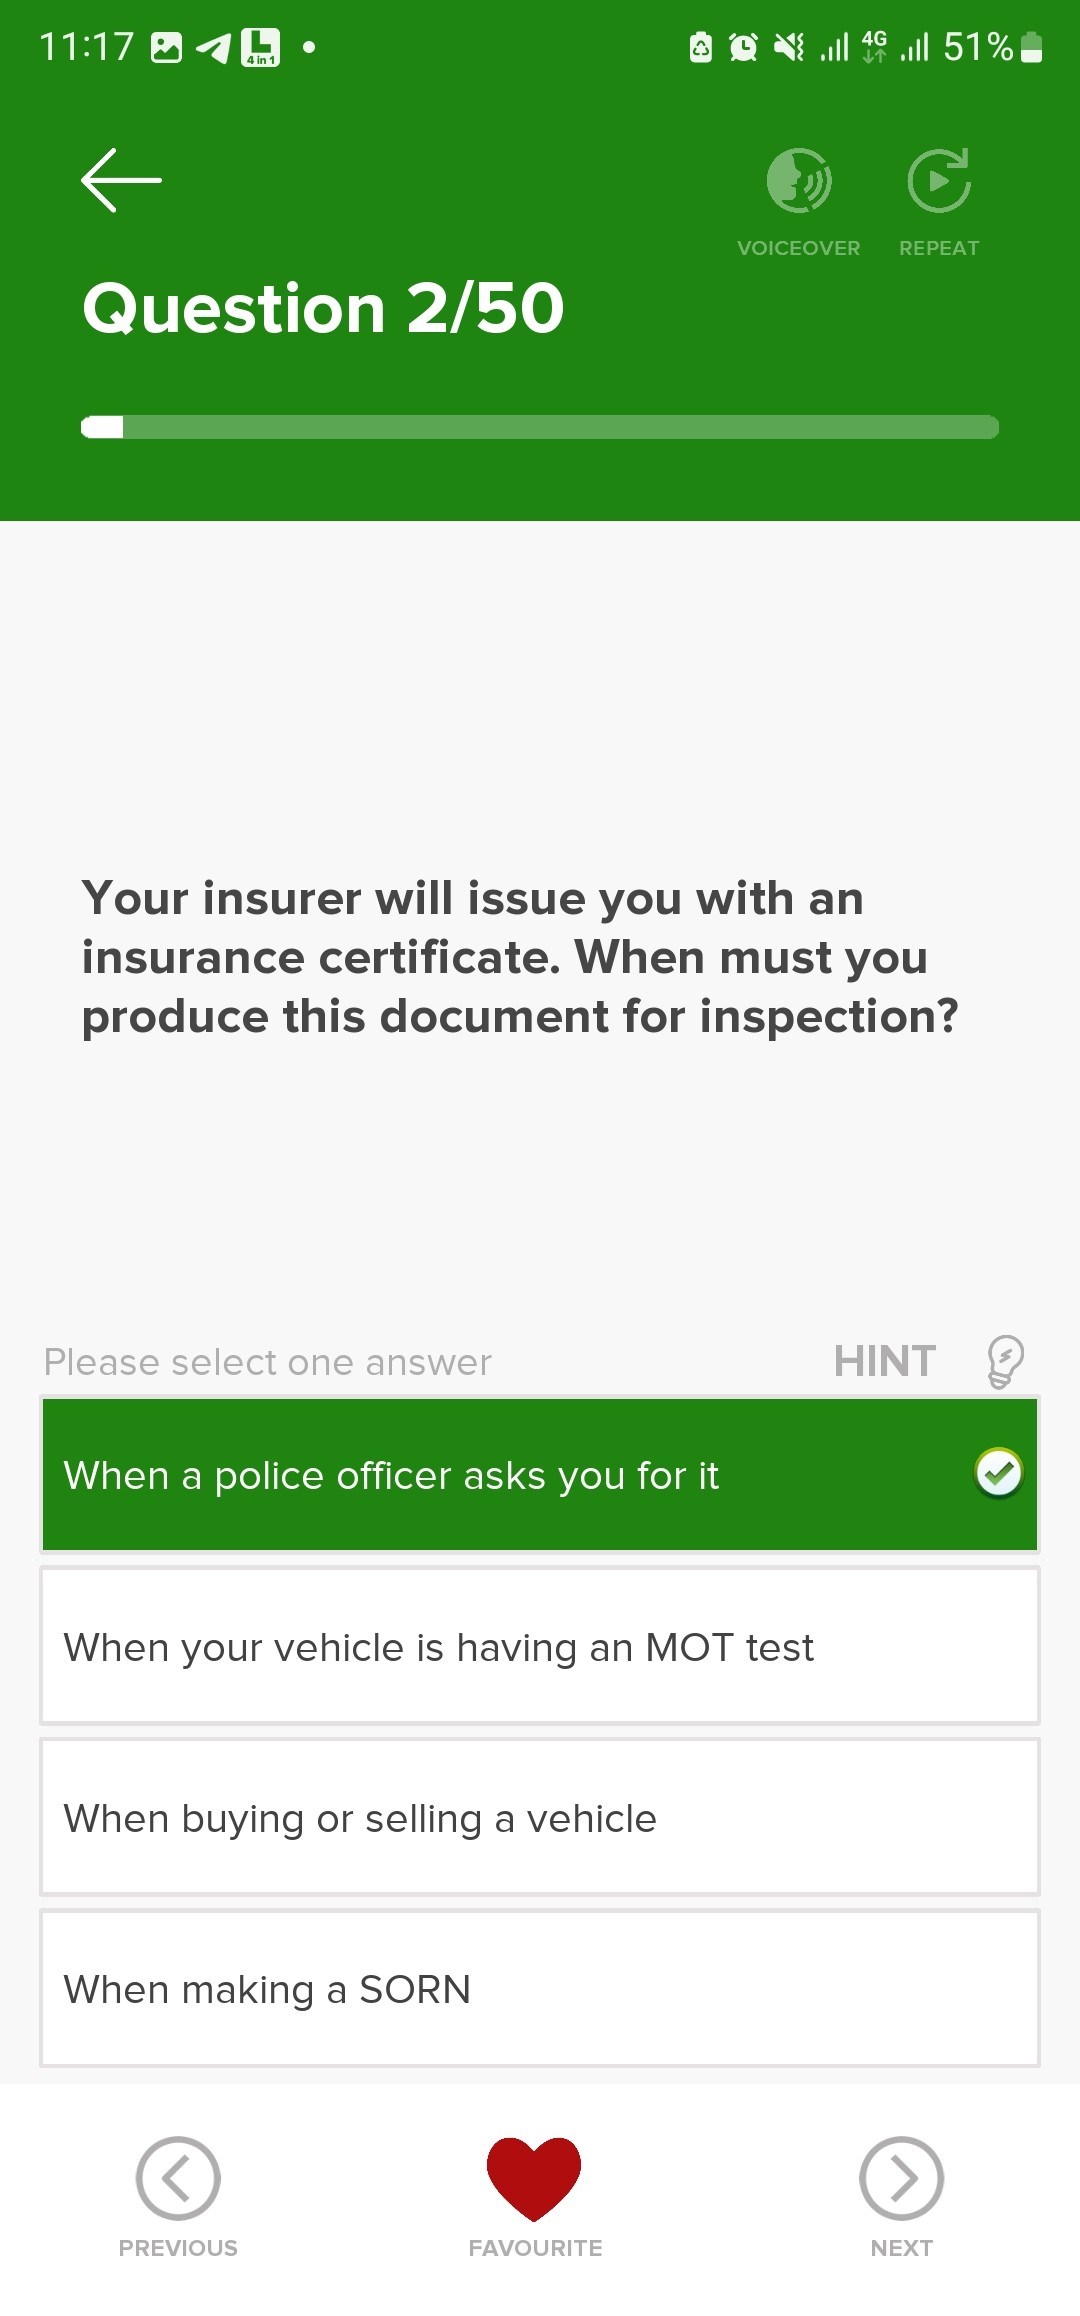 11:17 4 in 1 4G 51%
VOICEOVER REPEAT
Question 2/50
Your insurer will issue you with an
insurance certificate. When must you
produce this document for inspection?
Please select one answer HINT
When a police officer asks you for it
When your vehicle is having an MOT test
When buying or selling a vehicle
When making a SORN
PREVIOUS FAVOURITE NEXT